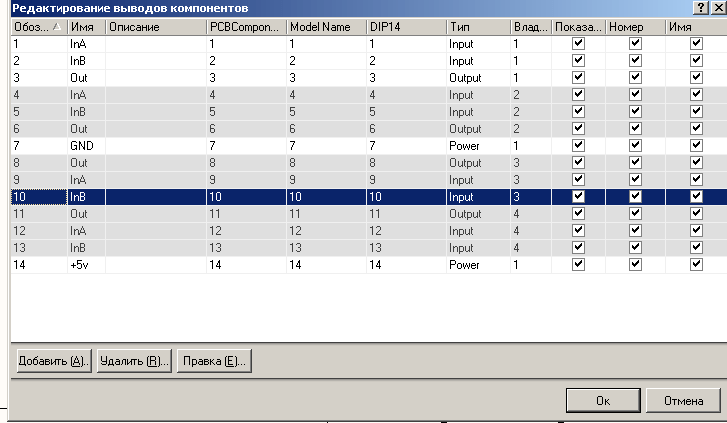 Редактирование выводов компонентов
Обоз... Имя Описание PCBCompon... Model Name DIP14 Тип Влад... Показа... Номер Имя
1 InA 1 1 1 Input 1
2 InB 2 2 2 Input 1
3 Out 3 3 3 Output 1
4 InA 4 4 4 Input 2
5 InB 5 5 5 Input 2
6 Out 6 6 6 Output 2
7 GND 7 7 7 Power 1
8 Out 8 8 8 Output 3
9 InA 9 9 9 Input 3
10 InB 10 10 10 Input 3
11 Out 11 11 11 Output 4
12 InA 12 12 12 Input 4
13 InB 13 13 13 Input 4
14 +5v 14 14 14 Power 1
Добавить (A).. Удалить (R)... Правка (E)...
Ок Отмена